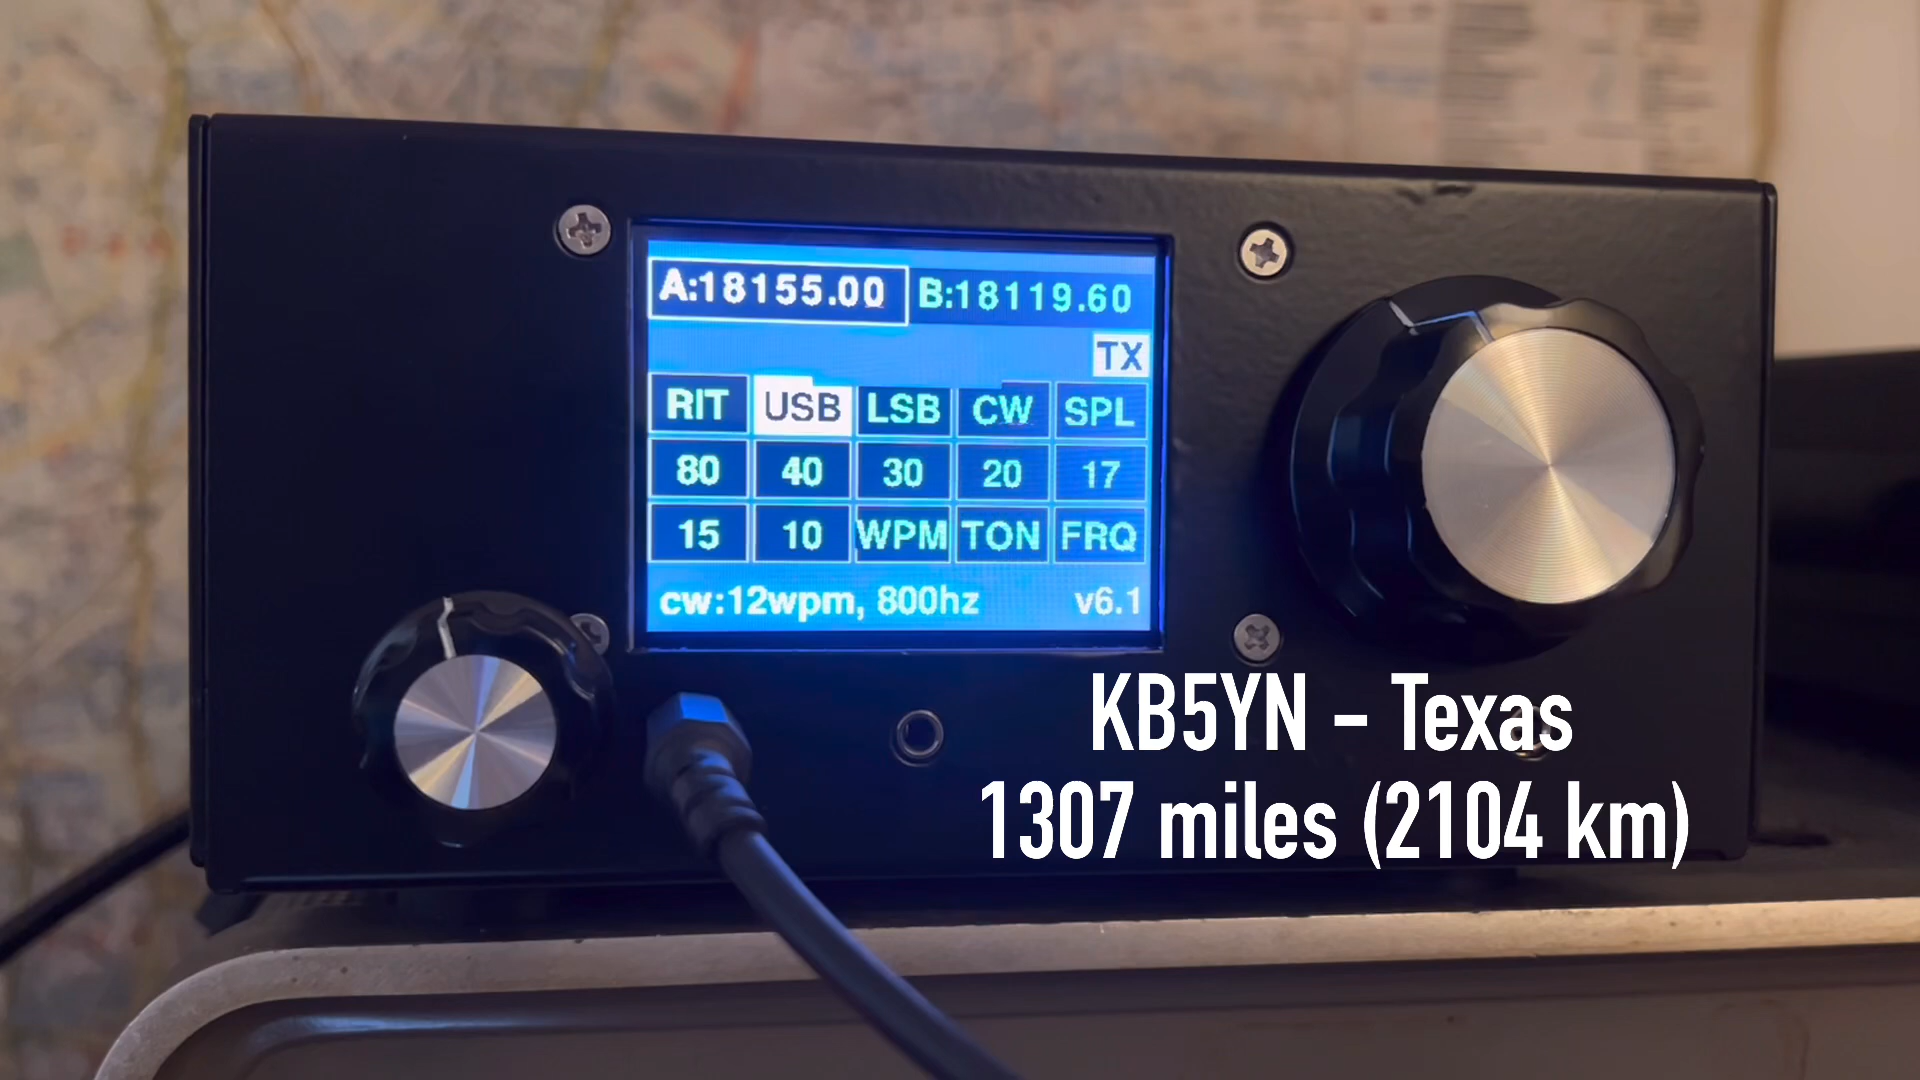 A:18155.00 B:18119.60
TX
RIT USB LSB CW SPL
80 40 30 20 17
15 10 WPM TON FRQ
cw:12wpm, 800hz v6.1
KB5YN – Texas
1307 miles (2104 km)